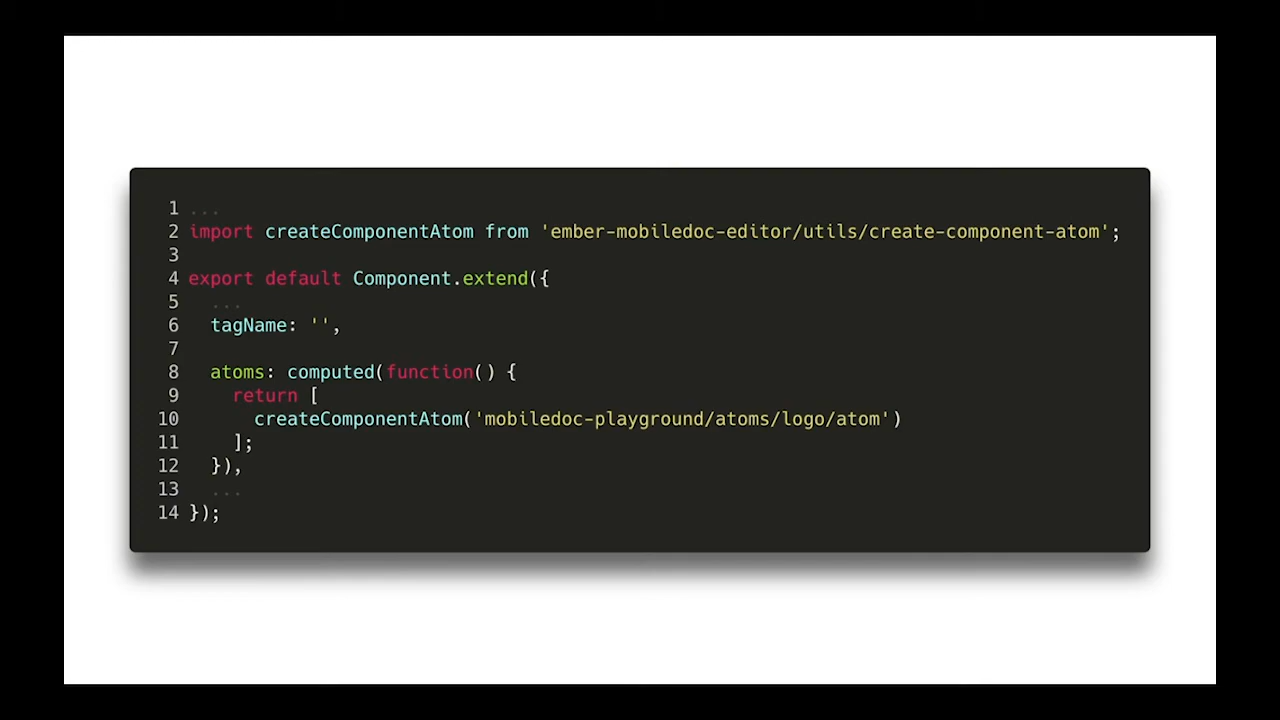 1 ...
2 import createComponentAtom from 'ember-mobiledoc-editor/utils/create-component-atom';
3
4 export default Component.extend({
5   ...
6   tagName: '',
7
8   atoms: computed(function() {
9     return [
10       createComponentAtom('mobiledoc-playground/atoms/logo/atom')
11     ];
12   }),
13   ...
14 });